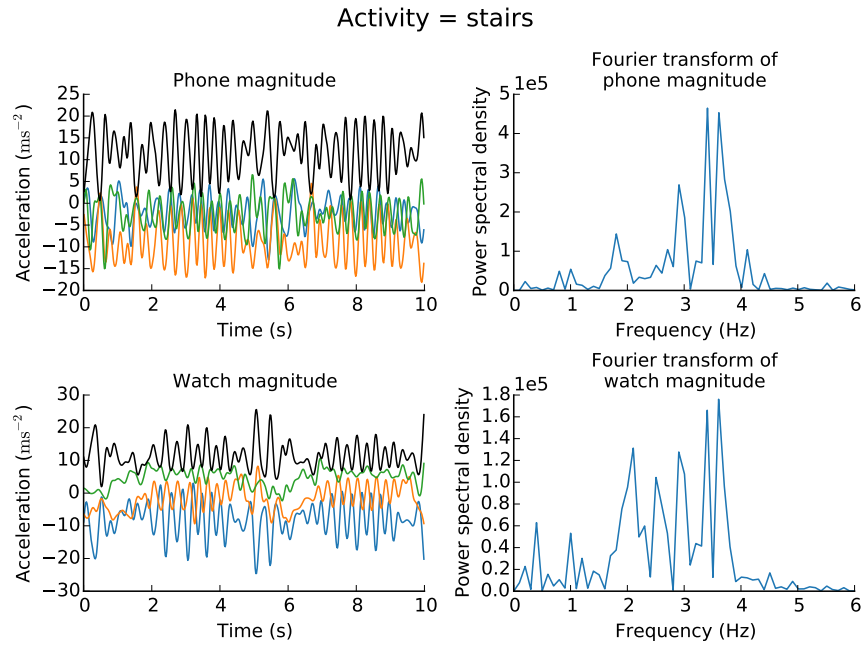 Activity = stairs
Phone magnitude
Acceleration (ms⁻²)
25
20
15
10
5
0
−5
−10
−15
−20
0 2 4 6 8 10
Time (s)
Fourier transform of
phone magnitude
1e5
Power spectral density
5
4
3
2
1
0
0 1 2 3 4 5 6
Frequency (Hz)
Watch magnitude
Acceleration (ms⁻²)
30
20
10
0
−10
−20
−30
0 2 4 6 8 10
Time (s)
Fourier transform of
watch magnitude
1e5
Power spectral density
1.8
1.6
1.4
1.2
1.0
0.8
0.6
0.4
0.2
0.0
0 1 2 3 4 5 6
Frequency (Hz)